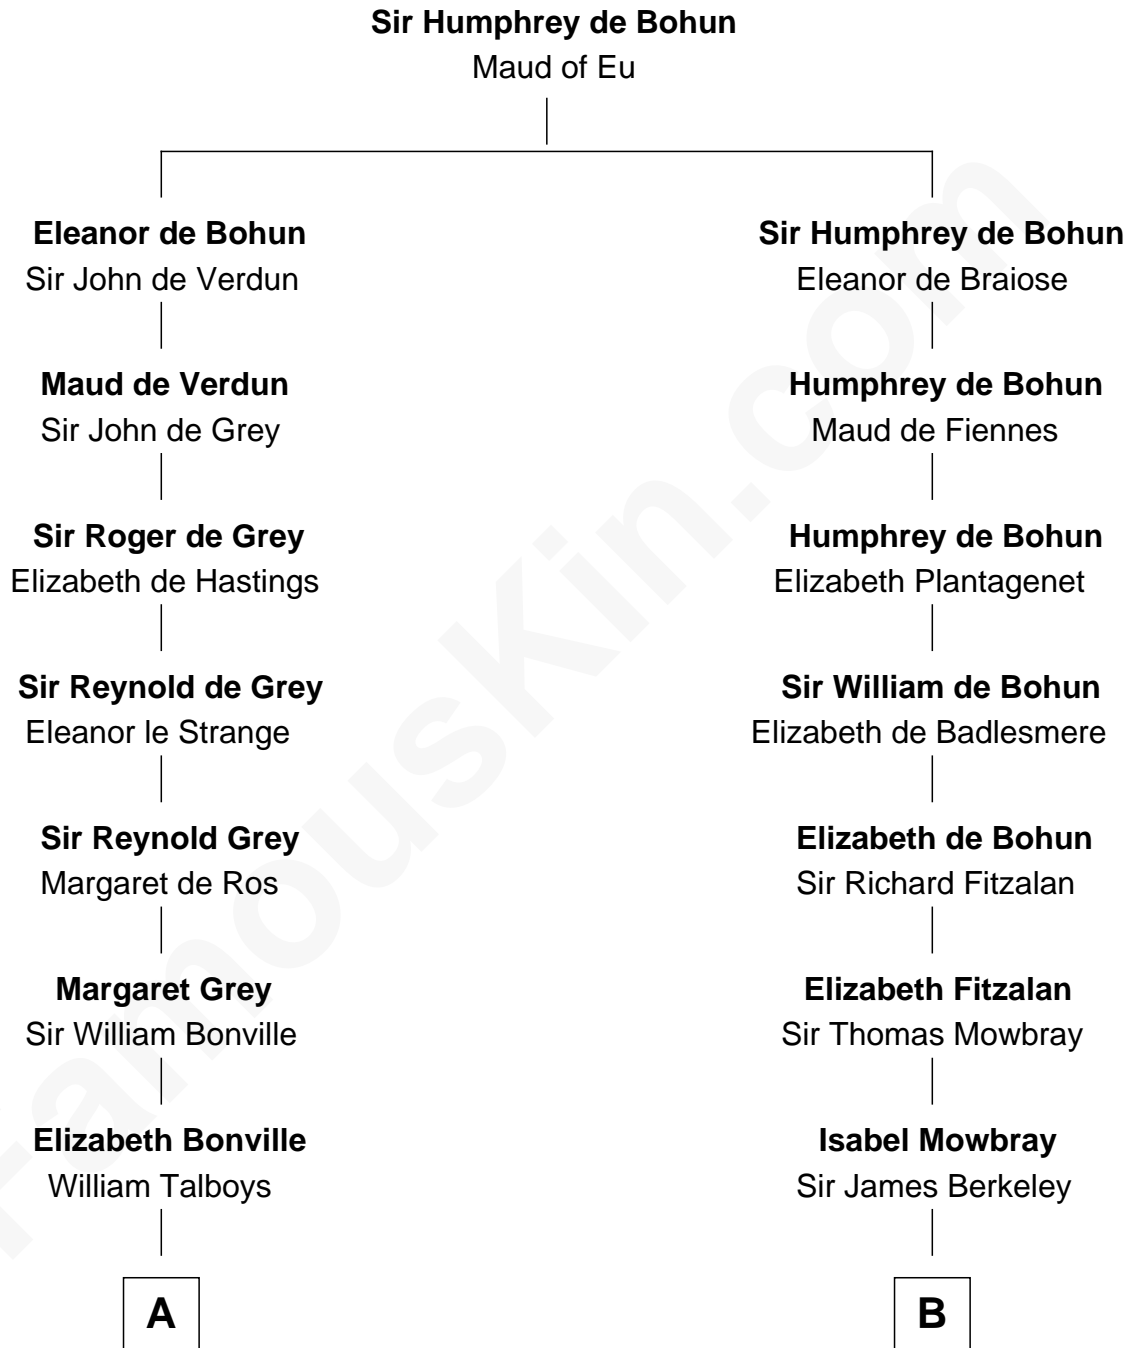 Sir Humphrey de Bohun
Maud of Eu
Eleanor de Bohun
Sir John de Verdun
Sir Humphrey de Bohun
Eleanor de Braiose
Maud de Verdun
Sir John de Grey
Humphrey de Bohun
Maud de Fiennes
Sir Roger de Grey
Elizabeth de Hastings
Humphrey de Bohun
Elizabeth Plantagenet
Sir Reynold de Grey
Eleanor le Strange
Sir William de Bohun
Elizabeth de Badlesmere
Sir Reynold Grey
Margaret de Ros
Elizabeth de Bohun
Sir Richard Fitzalan
Margaret Grey
Sir William Bonville
Elizabeth Fitzalan
Sir Thomas Mowbray
Elizabeth Bonville
William Talboys
Isabel Mowbray
Sir James Berkeley
A
B
FamousKin.com